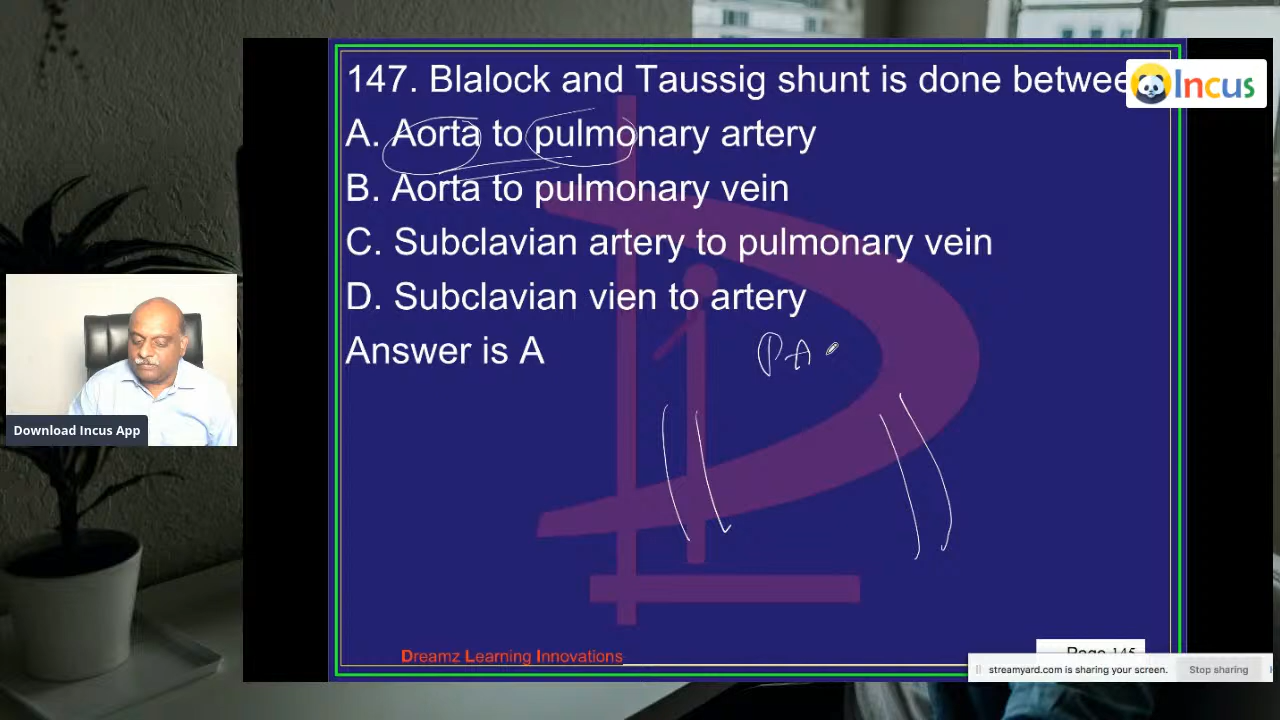 147. Blalock and Taussig shunt is done betwee
Incus
A. Aorta to pulmonary artery
B. Aorta to pulmonary vein
C. Subclavian artery to pulmonary vein
D. Subclavian vien to artery
Answer is A
PA
Download Incus App
Dreamz Learning Innovations
Page 145
streamyard.com is sharing your screen.
Stop sharing